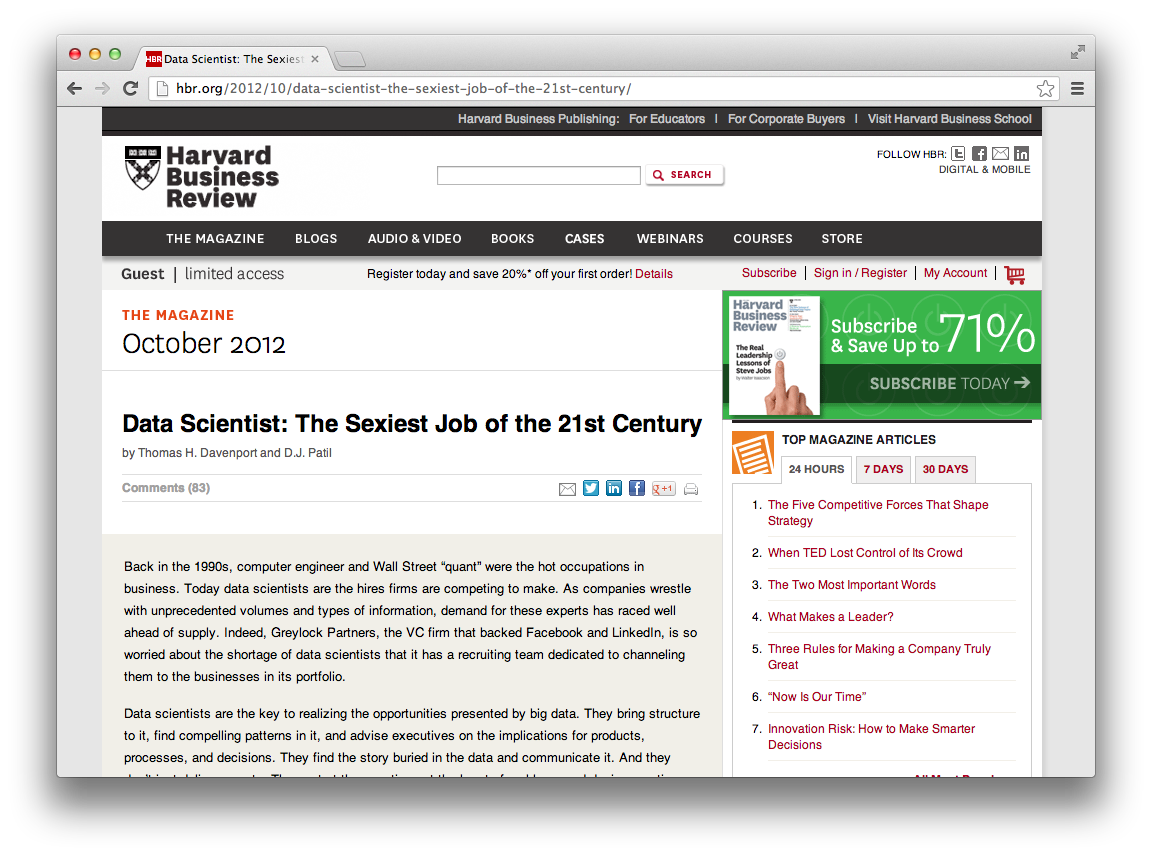 HBR Data Scientist: The Sexiest
hbr.org/2012/10/data-scientist-the-sexiest-job-of-the-21st-century/
Harvard Business Publishing: For Educators | For Corporate Buyers | Visit Harvard Business School
Harvard
Business
Review
SEARCH
FOLLOW HBR:
DIGITAL & MOBILE
THE MAGAZINE BLOGS AUDIO & VIDEO BOOKS CASES WEBINARS COURSES STORE
Guest | limited access
Register today and save 20%* off your first order! Details
Subscribe | Sign in / Register | My Account |
THE MAGAZINE
October 2012
Data Scientist: The Sexiest Job of the 21st Century
by Thomas H. Davenport and D.J. Patil
Comments (83)
+1
Back in the 1990s, computer engineer and Wall Street “quant” were the hot occupations in
business. Today data scientists are the hires firms are competing to make. As companies wrestle
with unprecedented volumes and types of information, demand for these experts has raced well
ahead of supply. Indeed, Greylock Partners, the VC firm that backed Facebook and LinkedIn, is so
worried about the shortage of data scientists that it has a recruiting team dedicated to channeling
them to the businesses in its portfolio.
Data scientists are the key to realizing the opportunities presented by big data. They bring structure
to it, find compelling patterns in it, and advise executives on the implications for products,
processes, and decisions. They find the story buried in the data and communicate it. And they
Harvard
Business
Review
The Real
Leadership
Lessons of
Steve Jobs
by Walter Isaacson
Subscribe
& Save Up to 71%
SUBSCRIBE TODAY
TOP MAGAZINE ARTICLES
24 HOURS 7 DAYS 30 DAYS
1. The Five Competitive Forces That Shape
Strategy
2. When TED Lost Control of Its Crowd
3. The Two Most Important Words
4. What Makes a Leader?
5. Three Rules for Making a Company Truly
Great
6. “Now Is Our Time”
7. Innovation Risk: How to Make Smarter
Decisions